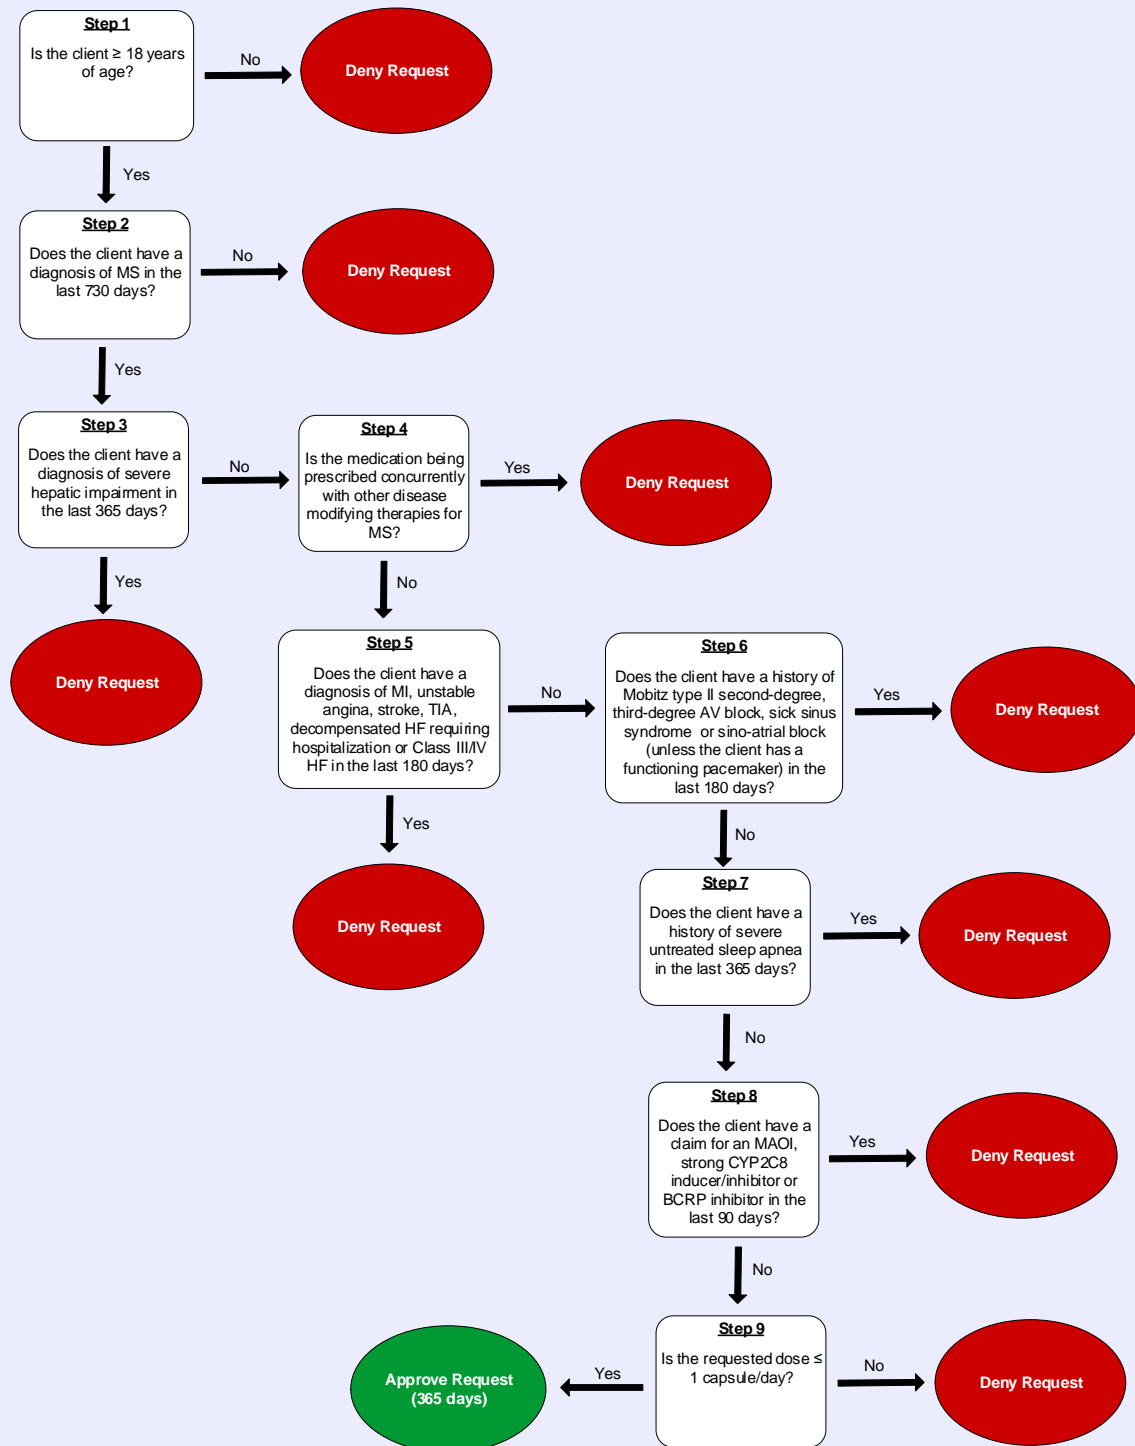 Step 1
Is the client ≥ 18 years
of age?
No
Deny Request
Yes
Step 2
Does the client have a
diagnosis of MS in the
last 730 days?
No
Deny Request
Yes
Step 3
Does the client have a
diagnosis of severe
hepatic impairment in
the last 365 days?
No
Yes
Deny Request
Step 4
Is the medication being
prescribed concurrently
with other disease
modifying therapies for
MS?
Yes
Deny Request
No
Step 5
Does the client have a
diagnosis of MI, unstable
angina, stroke, TIA,
decompensated HF requiring
hospitalization or Class III/IV
HF in the last 180 days?
No
Yes
Deny Request
Step 6
Does the client have a history of
Mobitz type II second-degree,
third-degree AV block, sick sinus
syndrome or sino-atrial block
(unless the client has a
functioning pacemaker) in the
last 180 days?
Yes
Deny Request
No
Step 7
Does the client have a
history of severe
untreated sleep apnea
in the last 365 days?
Yes
Deny Request
No
Step 8
Does the client have a
claim for an MAOI,
strong CYP2C8
inducer/inhibitor or
BCRP inhibitor in the
last 90 days?
Yes
Deny Request
No
Step 9
Is the requested dose ≤
1 capsule/day?
Yes
Approve Request
(365 days)
No
Deny Request